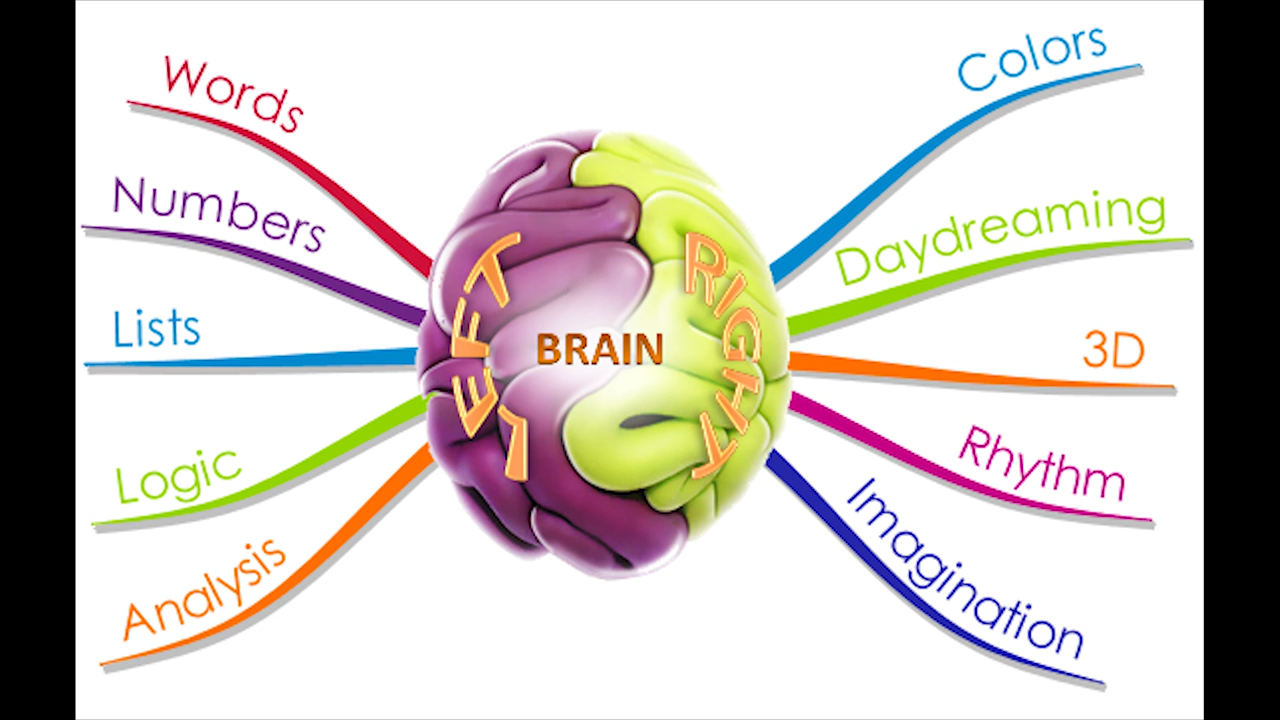 Words
Numbers
Lists
Logic
Analysis
LEFT
BRAIN
RIGHT
Colors
Daydreaming
3D
Rhythm
Imagination